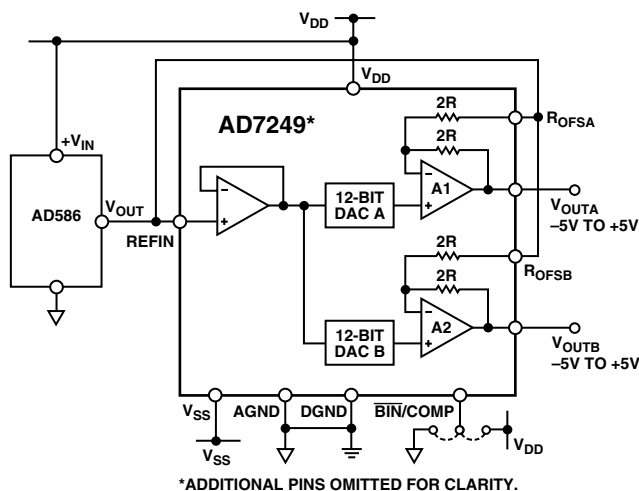 V_DD
V_DD
AD7249*
2R
2R
R_OFSA
+V_IN
AD586
V_OUT
REFIN
12-BIT
DAC A
A1
V_OUTA
–5V TO +5V
2R
2R
R_OFSB
12-BIT
DAC B
A2
V_OUTB
–5V TO +5V
V_SS
AGND
DGND
B̅I̅N̅/COMP
V_SS
V_DD
*ADDITIONAL PINS OMITTED FOR CLARITY.